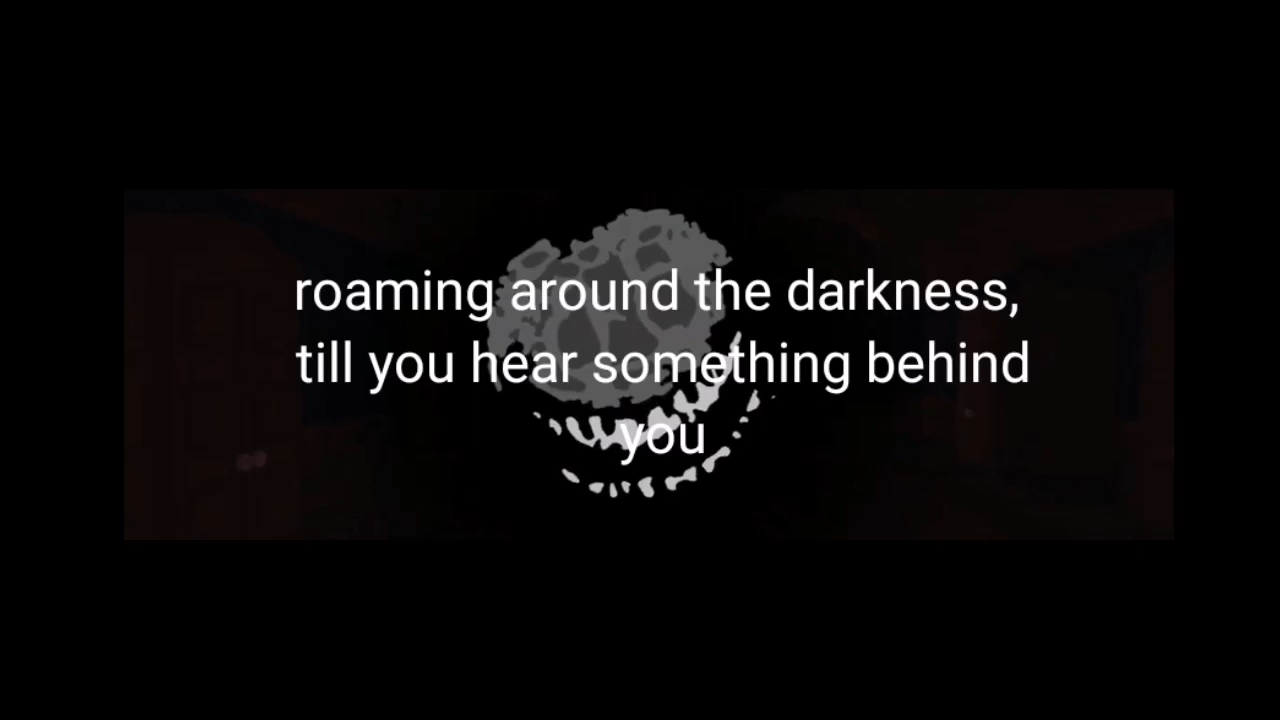 roaming around the darkness,
till you hear something behind
you